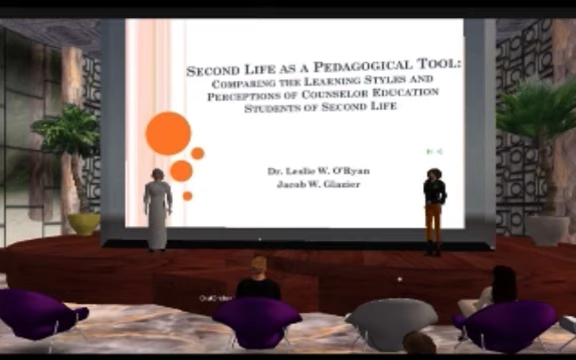 Second Life as a Pedagogical Tool:
Comparing the Learning Styles and
Perceptions of Counselor Education
Students of Second Life
Dr. Leslie W. O'Ryan
Jacob W. Glazier